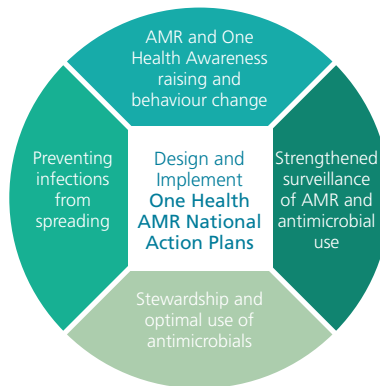 AMR and One
Health Awareness
raising and
behaviour change
Preventing
infections
from
spreading
Design and
Implement
One Health
AMR National
Action Plans
Strengthened
surveillance
of AMR and
antimicrobial
use
Stewardship and
optimal use of
antimicrobials